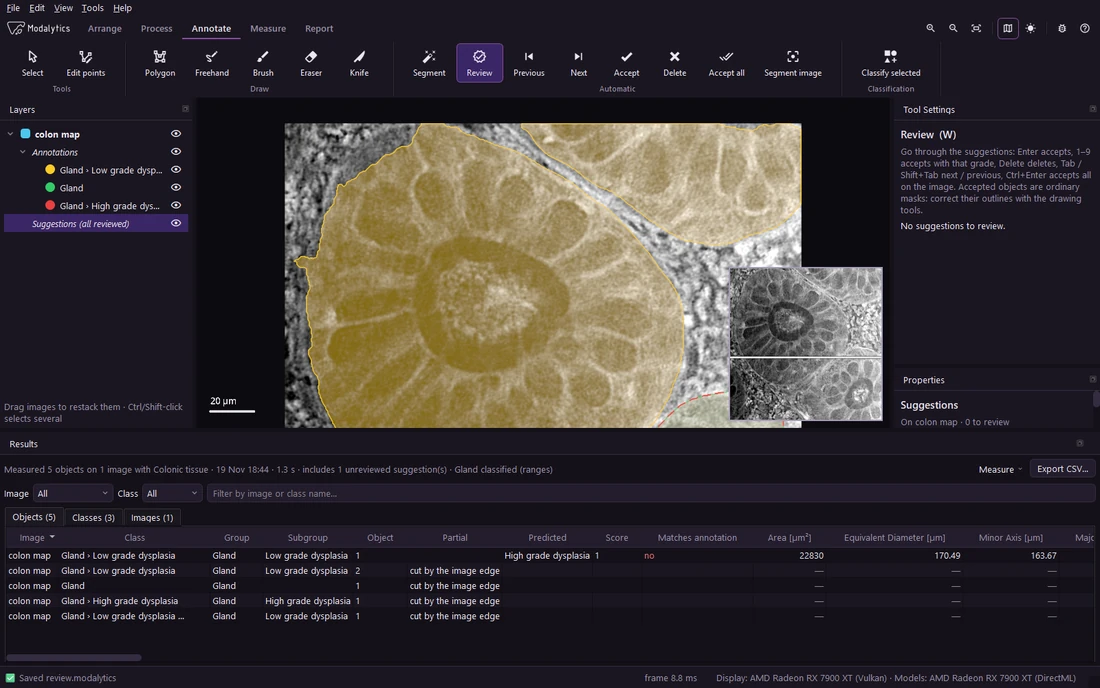 File Edit View Tools Help
Modalytics Arrange Process Annotate Measure Report
Select Edit points Polygon Freehand Brush Eraser Knife Segment Review Previous Next Accept Delete Accept all Segment image Classify selected
Tools Draw Automatic Classification
Layers
colon map
Annotations
Gland › Low grade dysp...
Gland
Gland › High grade dys...
Suggestions (all reviewed)
Drag images to restack them · Ctrl/Shift-click
selects several
20 µm
Tool Settings
Review (W)
Go through the suggestions: Enter accepts, 1–9
accepts with that grade, Delete deletes, Tab /
Shift+Tab next / previous, Ctrl+Enter accepts all
on the image. Accepted objects are ordinary
masks: correct their outlines with the drawing
tools.
No suggestions to review.
Properties
Suggestions
On colon map · 0 to review
Results
Measured 5 objects on 1 image with Colonic tissue · 19 Nov 18:44 · 1.3 s · includes 1 unreviewed suggestion(s) · Gland classified (ranges) Measure Export CSV...
Image All Class All Filter by image or class name...
Objects (5) Classes (3) Images (1)
Image Class Group Subgroup Object Partial Predicted Score Matches annotation Area [µm²] Equivalent Diameter [µm] Minor Axis [µm] Majo
colon map Gland › Low grade dysplasia Gland Low grade dysplasia 1 High grade dysplasia 1 no 22830 170.49 163.67
colon map Gland › Low grade dysplasia Gland Low grade dysplasia 2 cut by the image edge — — —
colon map Gland Gland 1 cut by the image edge — — —
colon map Gland › High grade dysplasia Gland High grade dysplasia 1 cut by the image edge — — —
colon map Gland › Low grade dysplasia ... Gland Low grade dysplasia 1 cut by the image edge — — —
Saved review.modalytics frame 8.8 ms Display: AMD Radeon RX 7900 XT (Vulkan) · Models: AMD Radeon RX 7900 XT (DirectML)